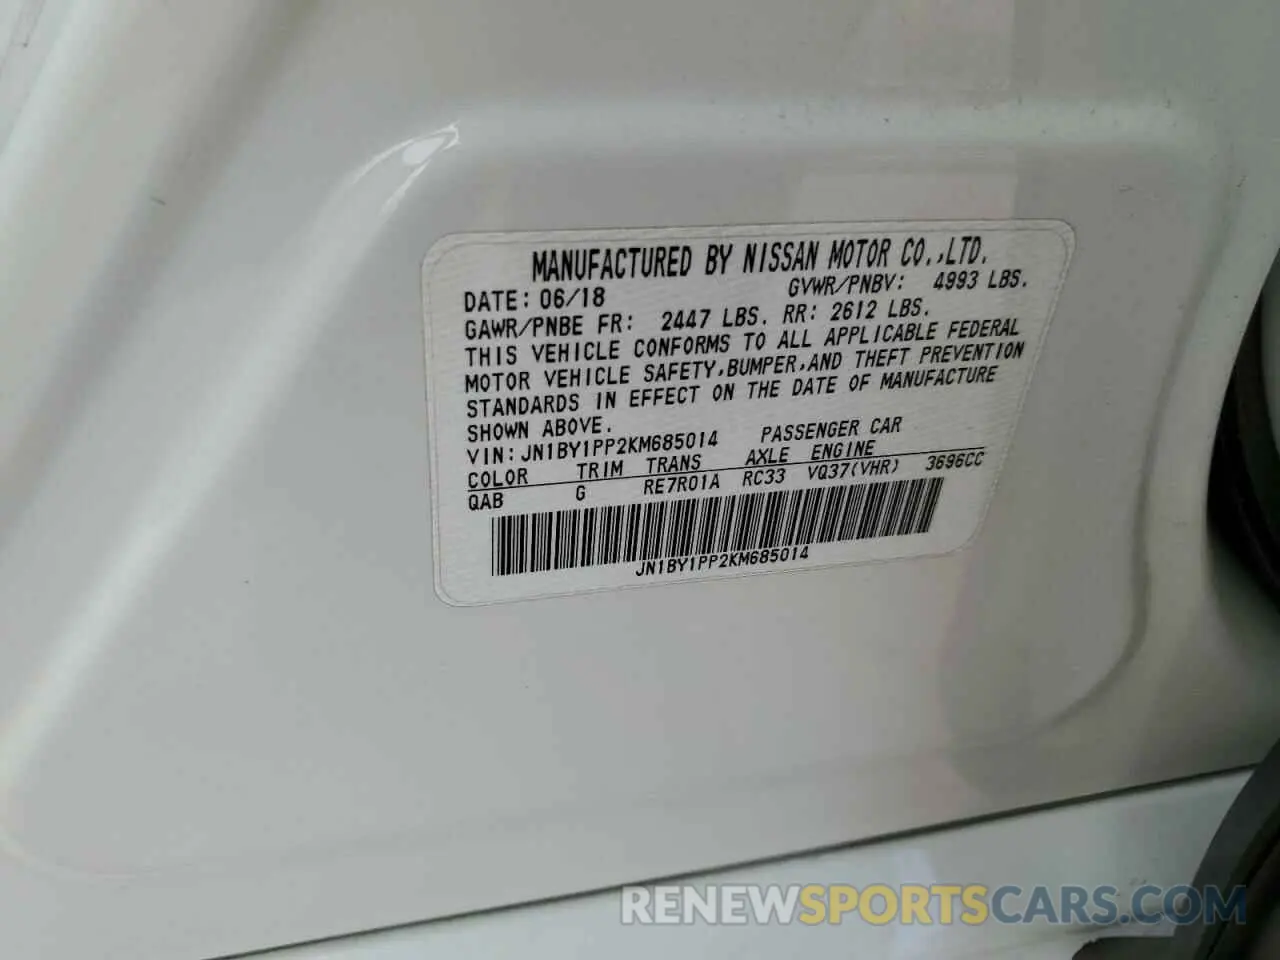 MANUFACTURED BY NISSAN MOTOR CO.,LTD.
DATE: 06/18 GVWR/PNBV: 4993 LBS.
GAWR/PNBE FR: 2447 LBS. RR: 2612 LBS.
THIS VEHICLE CONFORMS TO ALL APPLICABLE FEDERAL
MOTOR VEHICLE SAFETY,BUMPER,AND THEFT PREVENTION
STANDARDS IN EFFECT ON THE DATE OF MANUFACTURE
SHOWN ABOVE.
VIN: JN1BY1PP2KM685014 PASSENGER CAR
COLOR TRIM TRANS AXLE ENGINE
QAB G RE7R01A RC33 VQ37(VHR) 3696CC
JN1BY1PP2KM685014
RENEWSPORTSCARS.COM